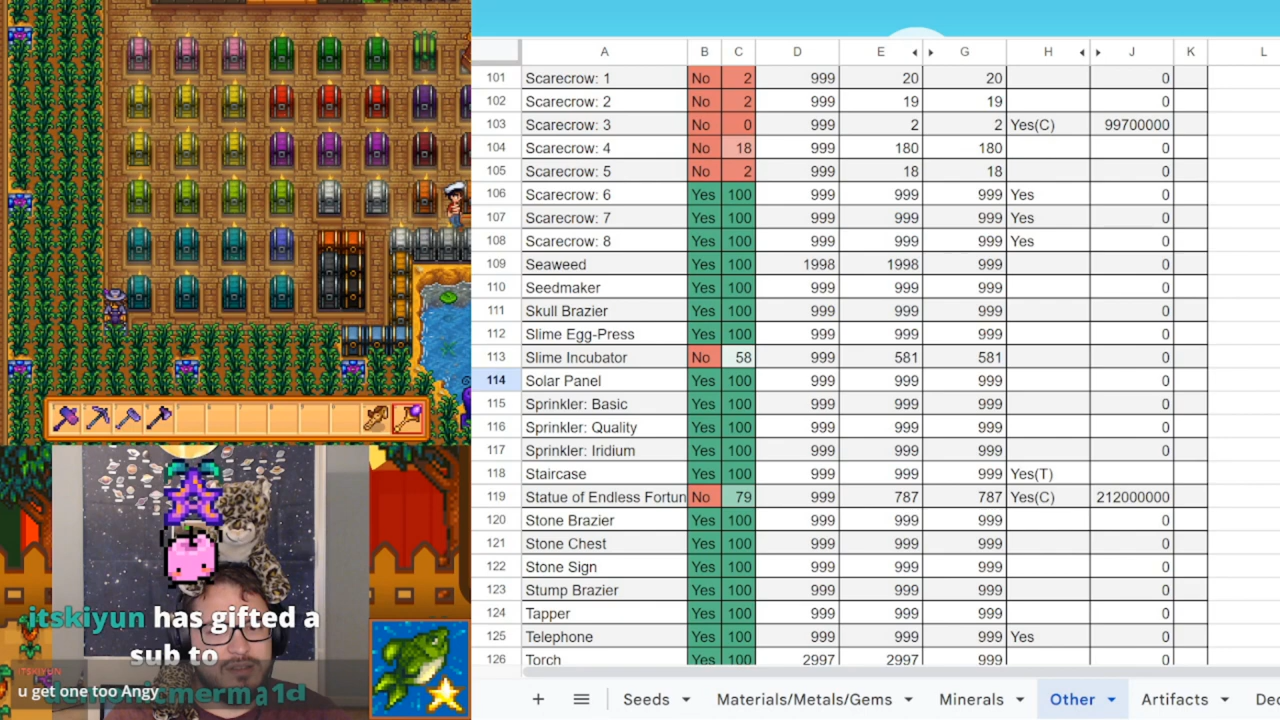 A B C D E G H J K L
101 Scarecrow: 1 No 2 999 20 20 0
102 Scarecrow: 2 No 2 999 19 19 0
103 Scarecrow: 3 No 0 999 2 2 Yes(C) 99700000
104 Scarecrow: 4 No 18 999 180 180 0
105 Scarecrow: 5 No 2 999 18 18 0
106 Scarecrow: 6 Yes 100 999 999 999 Yes 0
107 Scarecrow: 7 Yes 100 999 999 999 Yes 0
108 Scarecrow: 8 Yes 100 999 999 999 Yes 0
109 Seaweed Yes 100 1998 1998 999 0
110 Seedmaker Yes 100 999 999 999 0
111 Skull Brazier Yes 100 999 999 999 0
112 Slime Egg-Press Yes 100 999 999 999 0
113 Slime Incubator No 58 999 581 581 0
114 Solar Panel Yes 100 999 999 999 0
115 Sprinkler: Basic Yes 100 999 999 999 0
116 Sprinkler: Quality Yes 100 999 999 999 0
117 Sprinkler: Iridium Yes 100 999 999 999 0
118 Staircase Yes 100 999 999 999 Yes(T)
119 Statue of Endless Fortun No 79 999 787 787 Yes(C) 212000000
120 Stone Brazier Yes 100 999 999 999 0
121 Stone Chest Yes 100 999 999 999 0
122 Stone Sign Yes 100 999 999 999 0
123 Stump Brazier Yes 100 999 999 999 0
124 Tapper Yes 100 999 999 999 0
125 Telephone Yes 100 999 999 999 Yes 0
126 Torch Yes 100 2997 2997 999 0
+ Seeds Materials/Metals/Gems Minerals Other Artifacts
itskiyun has gifted a
sub to
demonicmerma1d
ITSKIYUN
u get one too Angy